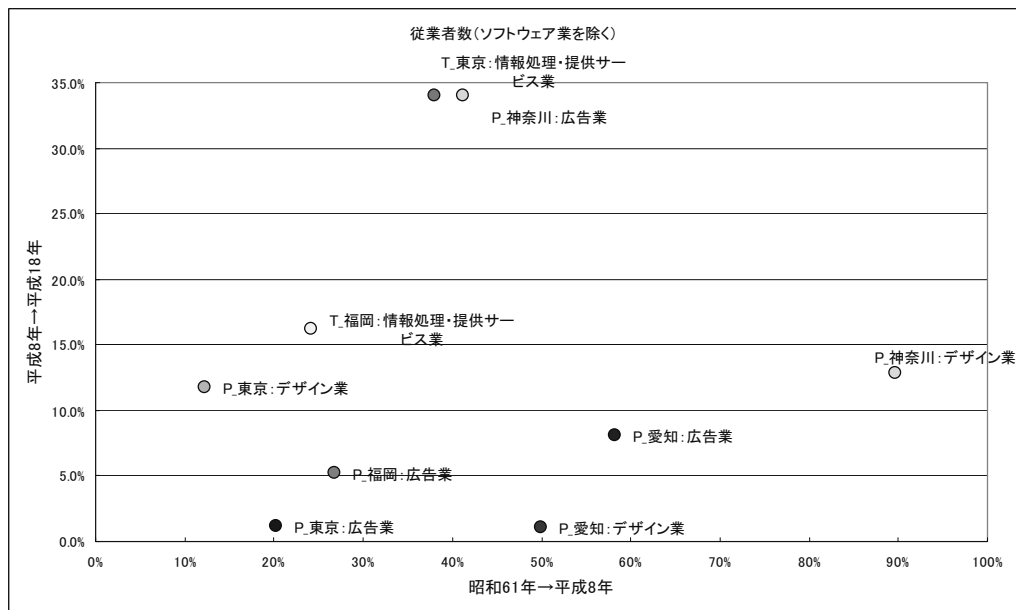 従業者数(ソフトウェア業を除く)
T_東京:情報処理・提供サー
ビス業
P_神奈川:広告業
35.0%
30.0%
25.0%
20.0%
15.0%
10.0%
5.0%
0.0%
平成8年→平成18年
T_福岡:情報処理・提供サー
ビス業
P_神奈川:デザイン業
P_東京:デザイン業
P_愛知:広告業
P_福岡:広告業
P_東京:広告業
P_愛知:デザイン業
0%
10%
20%
30%
40%
50%
60%
70%
80%
90%
100%
昭和61年→平成8年